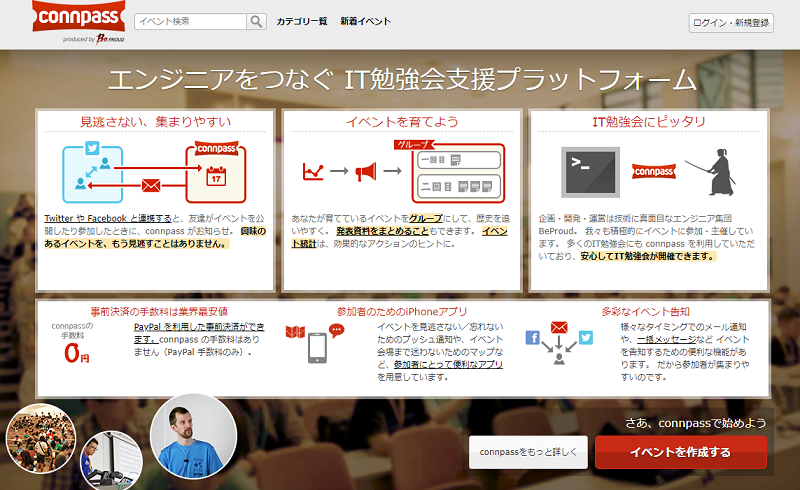 connpass
produced by BePROUD
イベント検索
カテゴリ一覧
新着イベント
ログイン・新規登録
エンジニアをつなぐ IT勉強会支援プラットフォーム
見逃さない、集まりやすい
connpass
17
Twitter や Facebook と連携すると、友達がイベントを公
開したり参加したときに、connpass がお知らせ。 興味の
あるイベントを、もう見逃すことはありません。
イベントを育てよう
グループ
一回目
二回目
あなたが育てているイベントをグループにして、歴史を追
いやすく。 発表資料をまとめることもできます。 イベン
ト統計は、効果的なアクションのヒントに。
IT勉強会にピッタリ
>_
connpass
企画・開発・運営は技術に真面目なエンジニア集団
BeProud。 我々も積極的にイベントに参加・主催してい
ます。 多くのIT勉強会にも connpass を利用していただ
いており、安心してIT勉強会が開催できます。
事前決済の手数料は業界最安値
connpassの
手数料
0円
PayPal を利用した事前決済ができ
ます。connpass の手数料はあり
ません（PayPal 手数料のみ）。
参加者のためのiPhoneアプリ
イベントを見逃さない／忘れない
ためのプッシュ通知や、イベント
会場まで迷わないためのマップな
ど、参加者にとって便利なアプリ
を用意しています。
多彩なイベント告知
様々なタイミングでのメール通知
や、一括メッセージなど イベント
を告知するための便利な機能があ
ります。 だから参加者が集まりや
すいのです。
さあ、connpassで始めよう
connpassをもっと詳しく
イベントを作成する